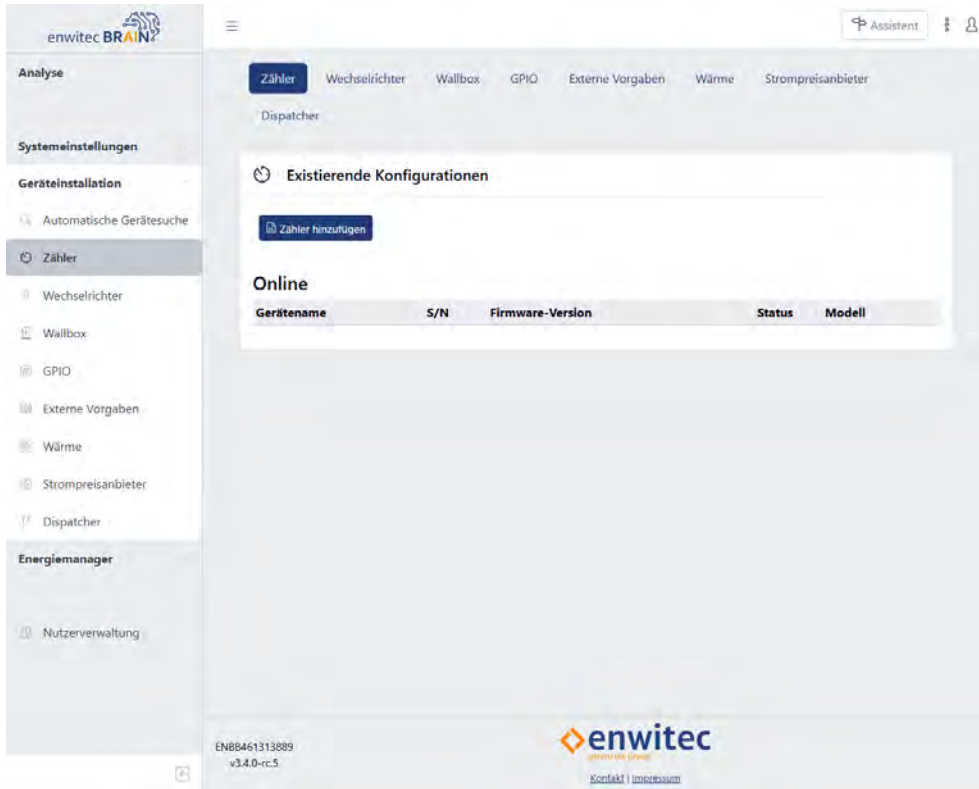 enwitec BRAIN
Assistent
Analyse
Systemeinstellungen
Geräteinstallation
Automatische Gerätesuche
Zähler
Wechselrichter
Wallbox
GPIO
Externe Vorgaben
Wärme
Strompreisanbieter
Dispatcher
Energiemanager
Nutzerverwaltung
Zähler Wechselrichter Wallbox GPIO Externe Vorgaben Wärme Strompreisanbieter
Dispatcher
Existierende Konfigurationen
Zähler hinzufügen
Online
Gerätename S/N Firmware-Version Status Modell
ENBB461313889
v3.4.0-rc.5
enwitec
Kontakt | Impressum